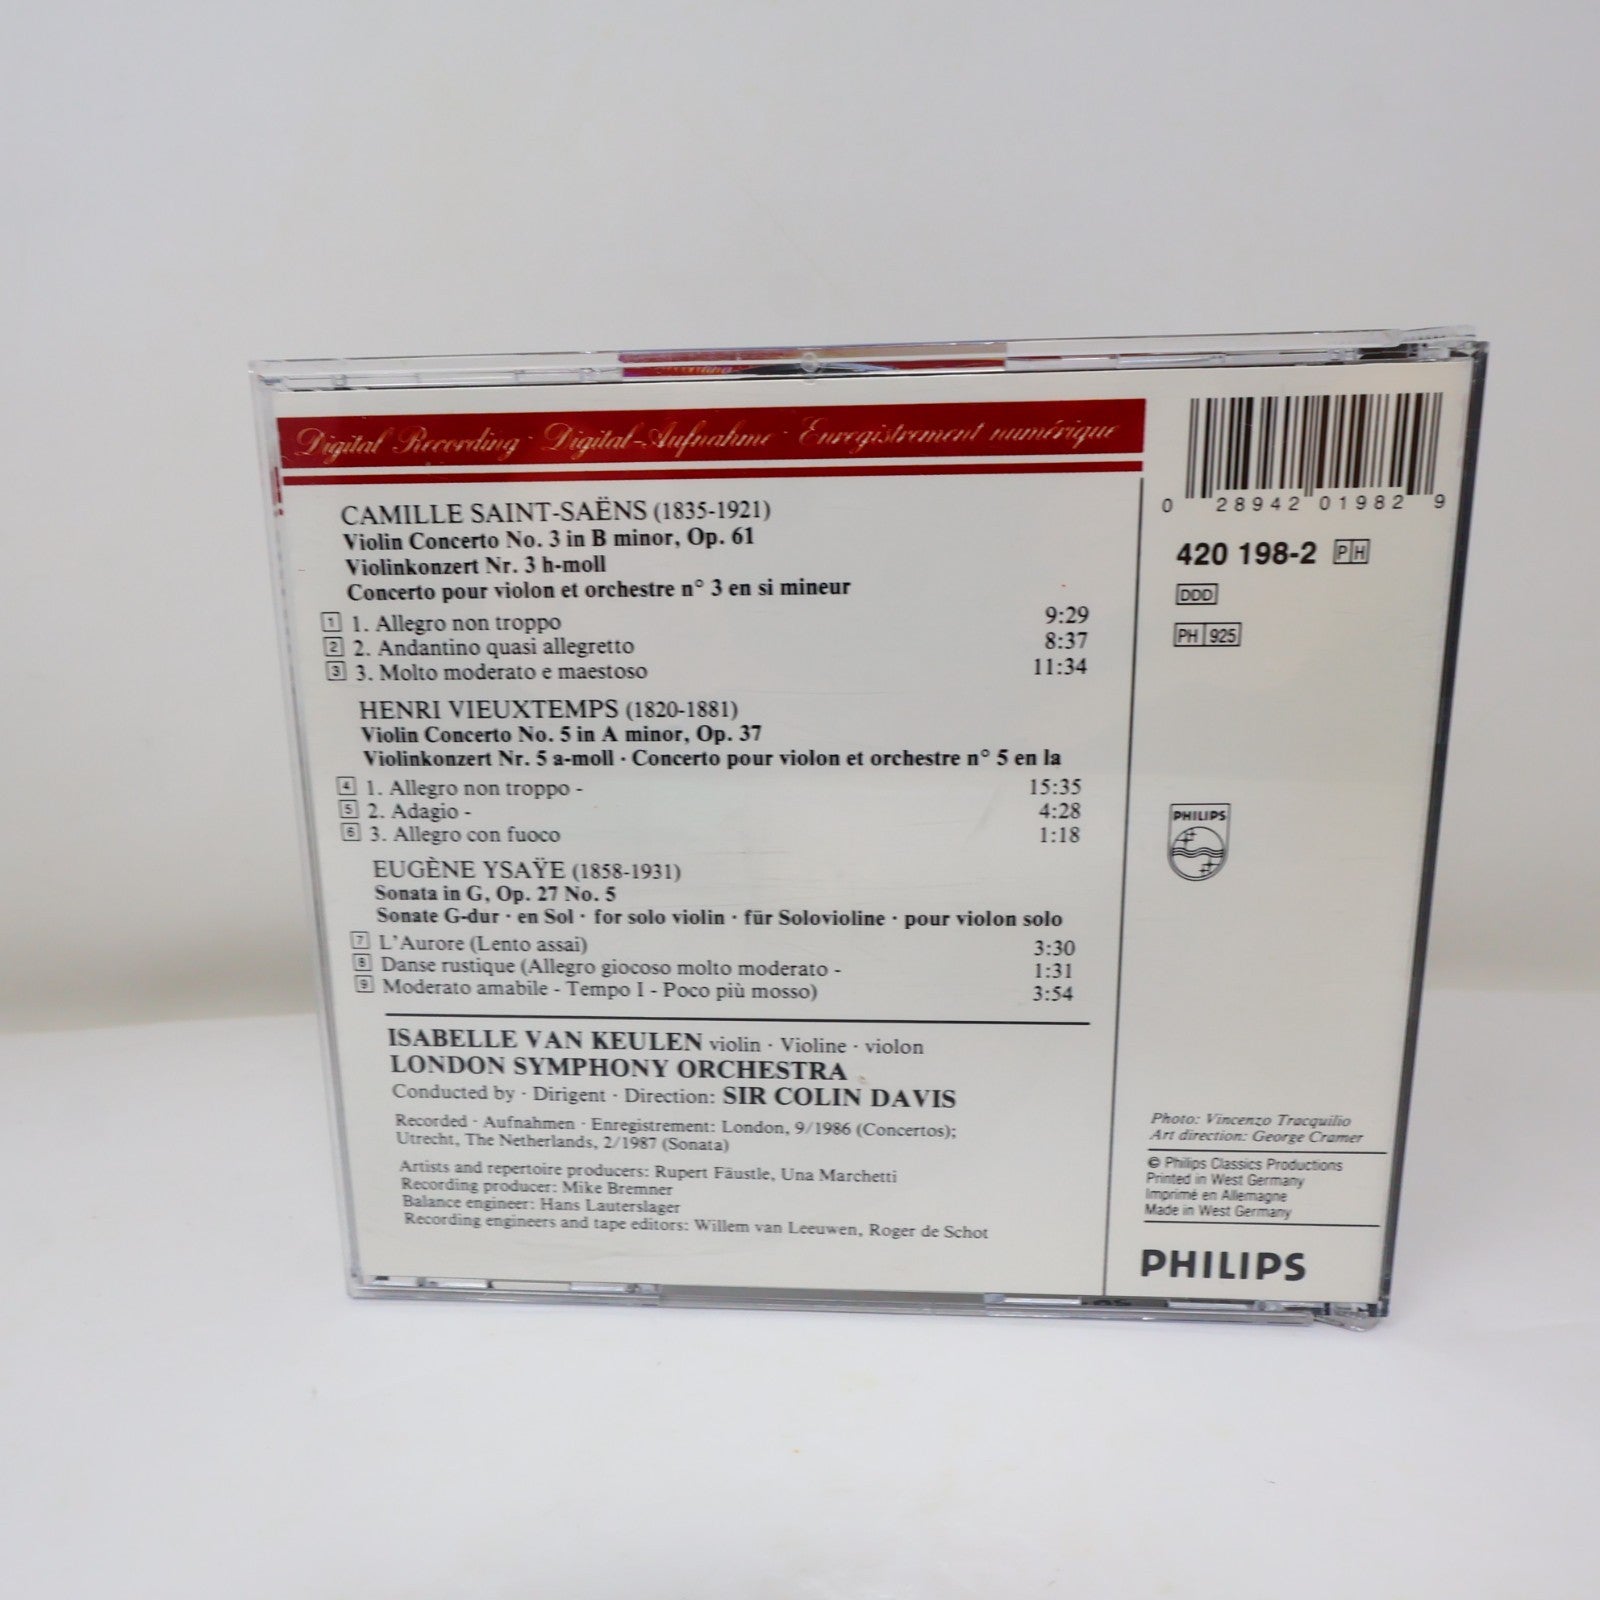 Digital Recording · Digital-Aufnahme · Enregistrement numérique
CAMILLE SAINT-SAËNS (1835-1921)
Violin Concerto No. 3 in B minor, Op. 61
Violinkonzert Nr. 3 h-moll
Concerto pour violon et orchestre n° 3 en si mineur
1 1. Allegro non troppo 9:29
2 2. Andantino quasi allegretto 8:37
3 3. Molto moderato e maestoso 11:34
HENRI VIEUXTEMPS (1820-1881)
Violin Concerto No. 5 in A minor, Op. 37
Violinkonzert Nr. 5 a-moll · Concerto pour violon et orchestre n° 5 en la
4 1. Allegro non troppo - 15:35
5 2. Adagio - 4:28
6 3. Allegro con fuoco 1:18
EUGÈNE YSAŸE (1858-1931)
Sonata in G, Op. 27 No. 5
Sonate G-dur · en Sol · for solo violin · für Solovioline · pour violon solo
7 L'Aurore (Lento assai) 3:30
8 Danse rustique (Allegro giocoso molto moderato - 1:31
9 Moderato amabile - Tempo I - Poco più mosso) 3:54
ISABELLE VAN KEULEN violin · Violine · violon
LONDON SYMPHONY ORCHESTRA
Conducted by · Dirigent · Direction: SIR COLIN DAVIS
Recorded · Aufnahmen · Enregistrement: London, 9/1986 (Concertos);
Utrecht, The Netherlands, 2/1987 (Sonata)
Artists and repertoire producers: Rupert Fäustle, Una Marchetti
Recording producer: Mike Bremner
Balance engineer: Hans Lauterslager
Recording engineers and tape editors: Willem van Leeuwen, Roger de Schot
0 28942 01982 9
420 198-2 PH
DDD
PH 925
PHILIPS
Photo: Vincenzo Tracquilio
Art direction: George Cramer
© Philips Classics Productions
Printed in West Germany
Imprimé en Allemagne
Made in West Germany
PHILIPS